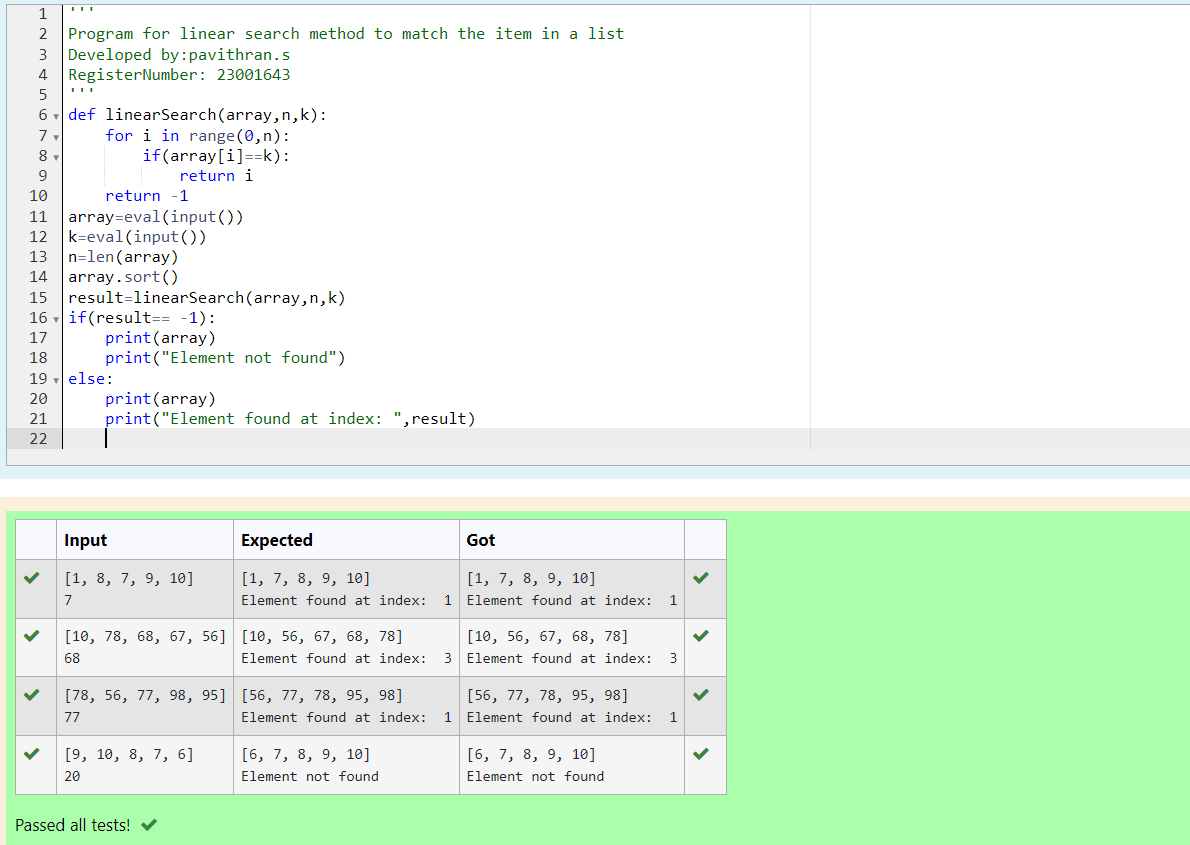 1 '''
2 Program for linear search method to match the item in a list
3 Developed by:pavithran.s
4 RegisterNumber: 23001643
5 '''
6 def linearSearch(array,n,k):
7     for i in range(0,n):
8         if(array[i]==k):
9             return i
10     return -1
11 array=eval(input())
12 k=eval(input())
13 n=len(array)
14 array.sort()
15 result=linearSearch(array,n,k)
16 if(result== -1):
17     print(array)
18     print("Element not found")
19 else:
20     print(array)
21     print("Element found at index: ",result)
22
Input Expected Got
[1, 8, 7, 9, 10] [1, 7, 8, 9, 10] [1, 7, 8, 9, 10]
7 Element found at index:  1 Element found at index:  1
[10, 78, 68, 67, 56] [10, 56, 67, 68, 78] [10, 56, 67, 68, 78]
68 Element found at index:  3 Element found at index:  3
[78, 56, 77, 98, 95] [56, 77, 78, 95, 98] [56, 77, 78, 95, 98]
77 Element found at index:  1 Element found at index:  1
[9, 10, 8, 7, 6] [6, 7, 8, 9, 10] [6, 7, 8, 9, 10]
20 Element not found Element not found
Passed all tests!